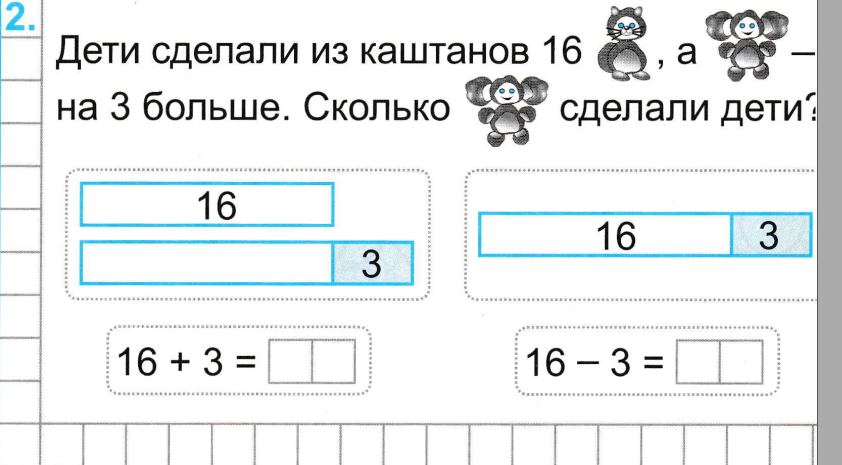 2.
Дети сделали из каштанов 16 , а —
на 3 больше. Сколько сделали дети?
16
3
16 3
16 + 3 =
16 – 3 =